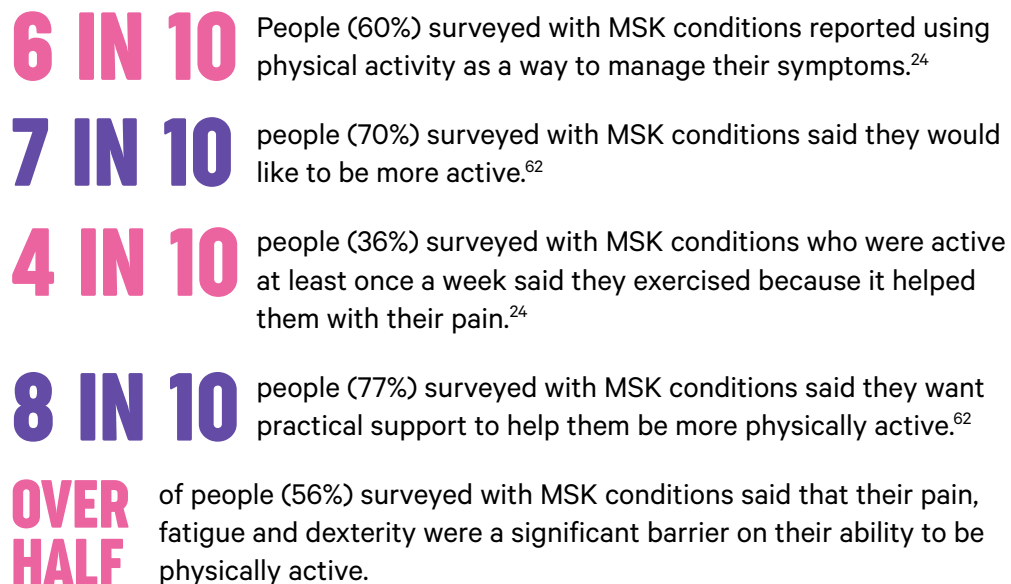 6 IN 10
People (60%) surveyed with MSK conditions reported using
physical activity as a way to manage their symptoms.24
7 IN 10
people (70%) surveyed with MSK conditions said they would
like to be more active.62
4 IN 10
people (36%) surveyed with MSK conditions who were active
at least once a week said they exercised because it helped
them with their pain.24
8 IN 10
people (77%) surveyed with MSK conditions said they want
practical support to help them be more physically active.62
OVER
HALF
of people (56%) surveyed with MSK conditions said that their pain,
fatigue and dexterity were a significant barrier on their ability to be
physically active.